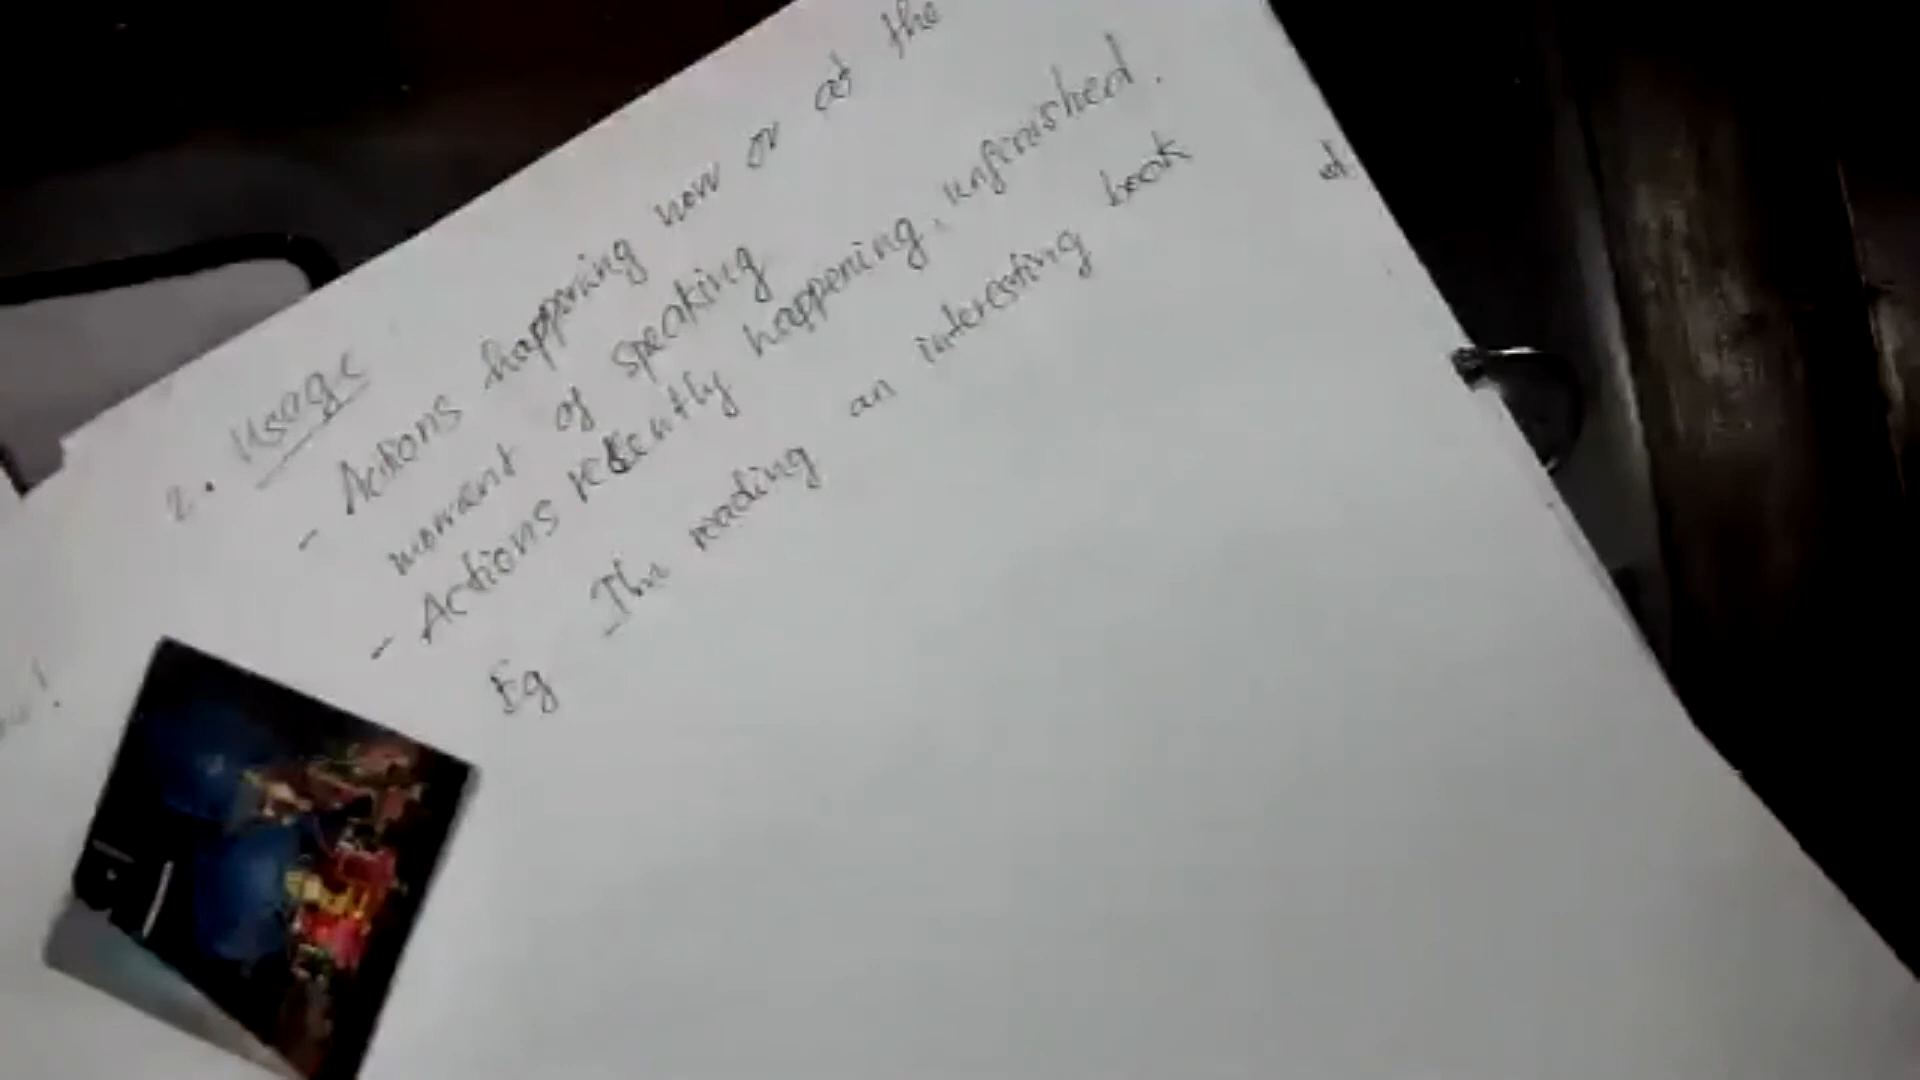 2. Usage
- Actions happening now or at the
moment of speaking
- Actions recently happening, unfinished.
Eg - I'm reading an interesting book at